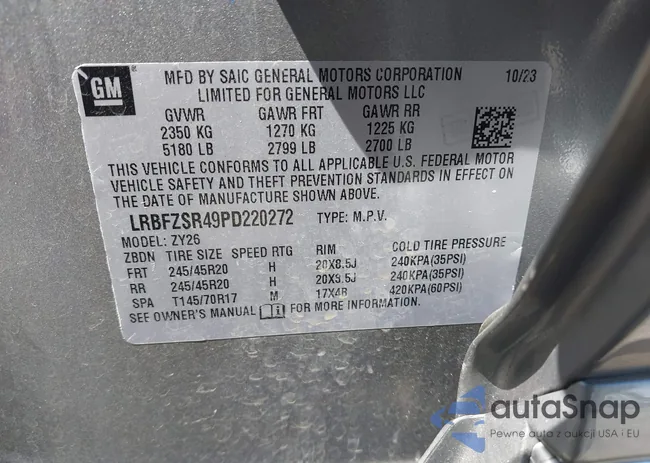 GM
MFD BY SAIC GENERAL MOTORS CORPORATION 10/23
LIMITED FOR GENERAL MOTORS LLC
GVWR GAWR FRT GAWR RR
2350 KG 1270 KG 1225 KG
5180 LB 2799 LB 2700 LB
THIS VEHICLE CONFORMS TO ALL APPLICABLE U.S. FEDERAL MOTOR
VEHICLE SAFETY AND THEFT PREVENTION STANDARDS IN EFFECT ON
THE DATE OF MANUFACTURE SHOWN ABOVE.
LRBFZSR49PD220272 TYPE: M.P.V.
MODEL: ZY26
ZBDN TIRE SIZE SPEED RTG RIM COLD TIRE PRESSURE
FRT 245/45R20 H 20X8.5J 240KPA(35PSI)
RR 245/45R20 H 20X8.5J 240KPA(35PSI)
SPA T145/70R17 M 17X4B 420KPA(60PSI)
SEE OWNER'S MANUAL FOR MORE INFORMATION.
autaSnap
Pewne auto z aukcji USA i EU